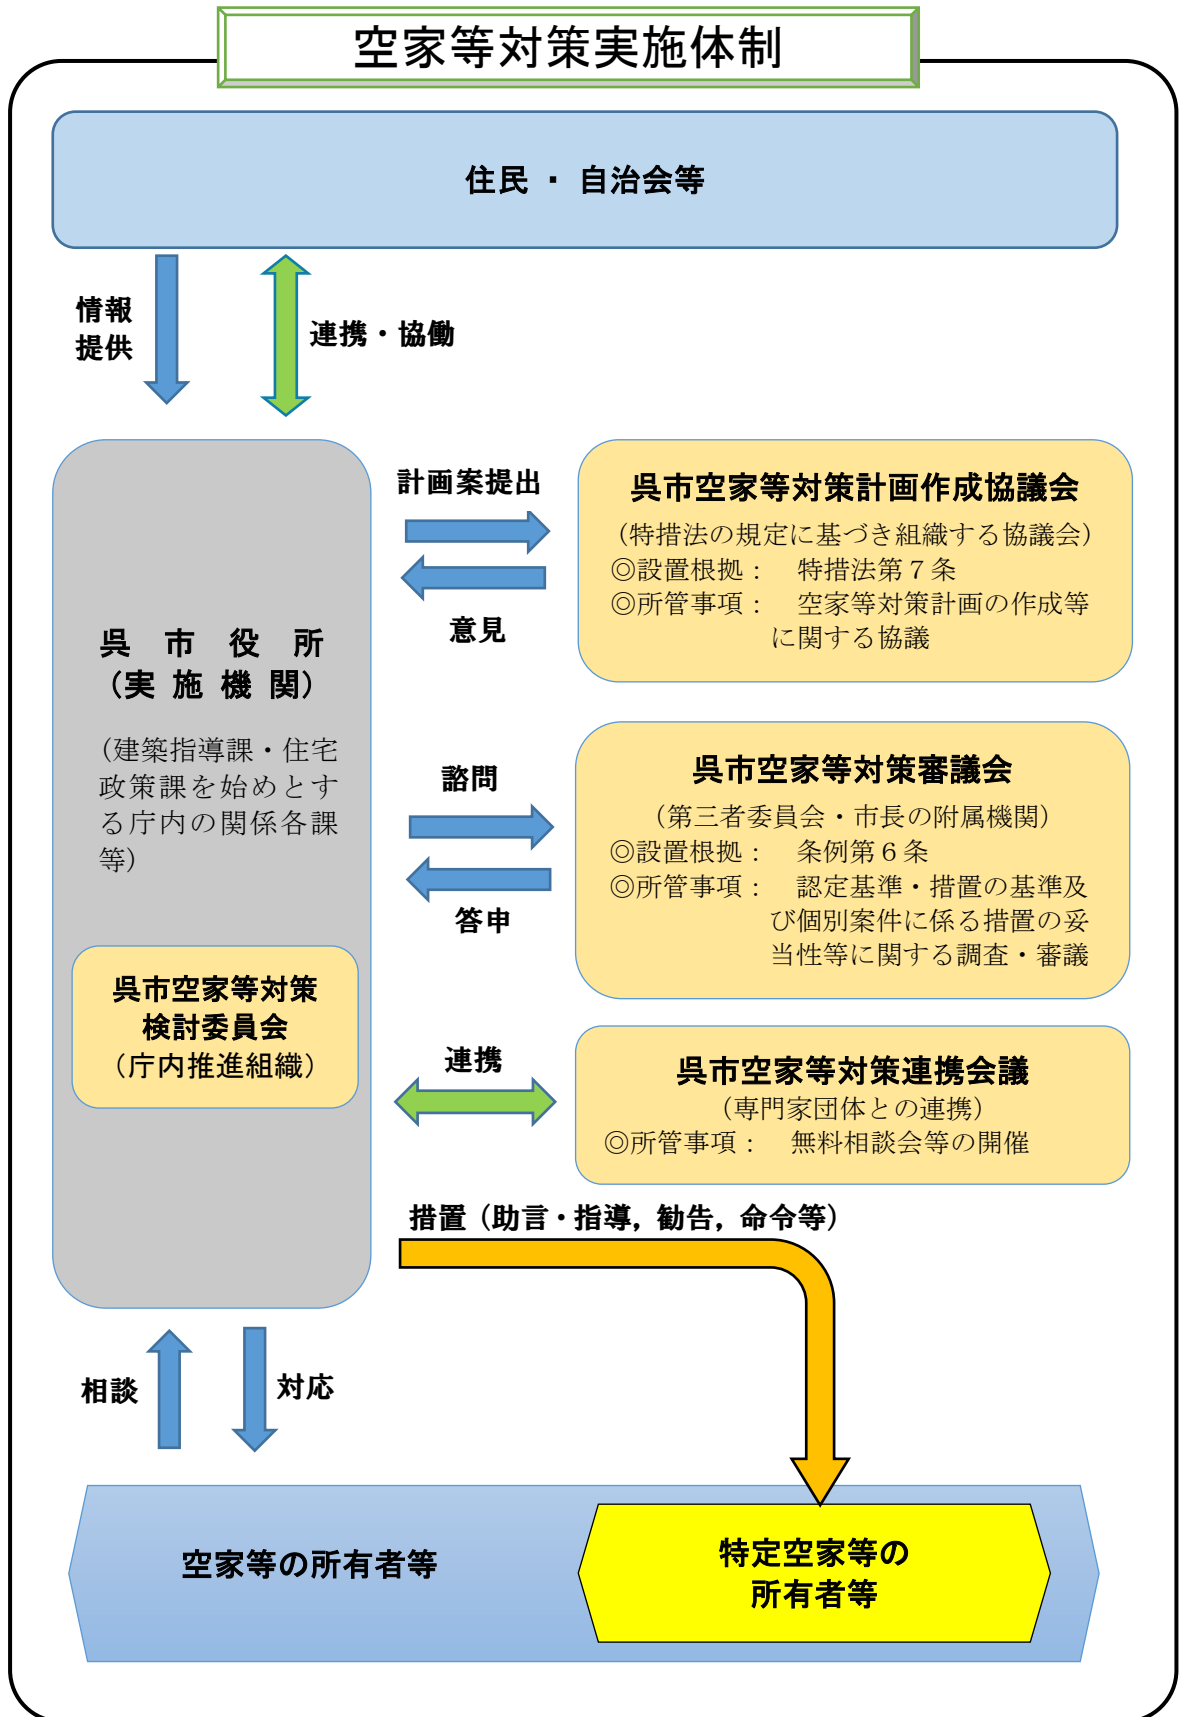 空家等対策実施体制
住民 ・ 自治会等
情報
提供
連携・協働
呉 市 役 所
（実 施 機 関）
（建築指導課・住宅
政策課を始めとす
る庁内の関係各課
等）
呉市空家等対策
検討委員会
（庁内推進組織）
計画案提出
意見
呉市空家等対策計画作成協議会
（特措法の規定に基づき組織する協議会）
◎設置根拠： 特措法第７条
◎所管事項： 空家等対策計画の作成等
に関する協議
諮問
答申
呉市空家等対策審議会
（第三者委員会・市長の附属機関）
◎設置根拠： 条例第６条
◎所管事項： 認定基準・措置の基準及
び個別案件に係る措置の妥
当性等に関する調査・審議
連携
呉市空家等対策連携会議
（専門家団体との連携）
◎所管事項： 無料相談会等の開催
措置（助言・指導，勧告，命令等）
相談
対応
空家等の所有者等
特定空家等の
所有者等